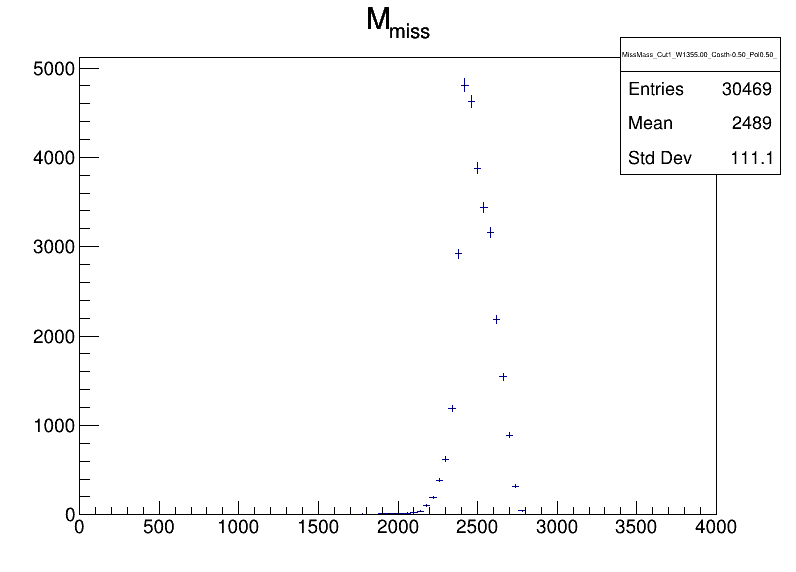 M_miss
MissMass_Cut1_W1355.00_Costh-0.50_Pol0.50_
Entries 30469
Mean 2489
Std Dev 111.1
5000
4000
3000
2000
1000
0
0 500 1000 1500 2000 2500 3000 3500 4000